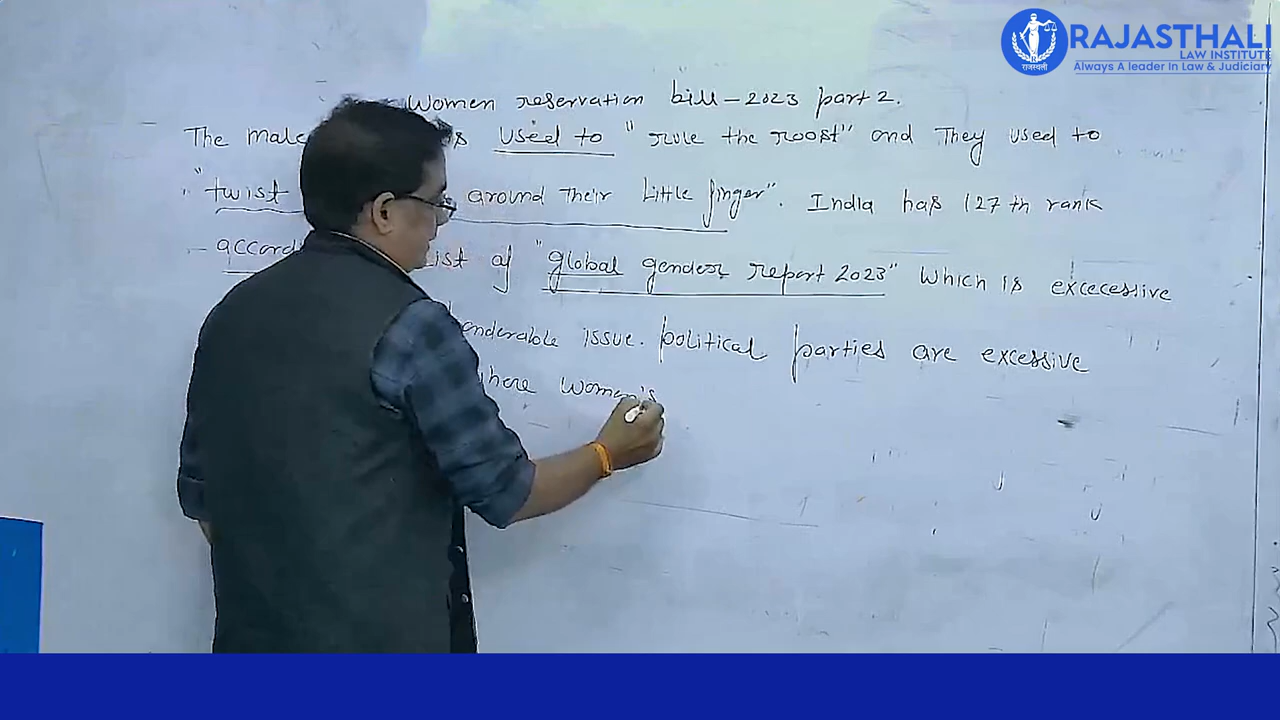 RAJASTHALI
LAW INSTITUTE
राजस्थली
Always A leader In Law & Judiciary
Women reservation bill – 2023 part 2.
The male used to " rule the roost" and They used to
"twist around their Little finger". India has 127 th rank
list of "global gender report 2023" which is excecessive
issue. political parties are excessive
women's